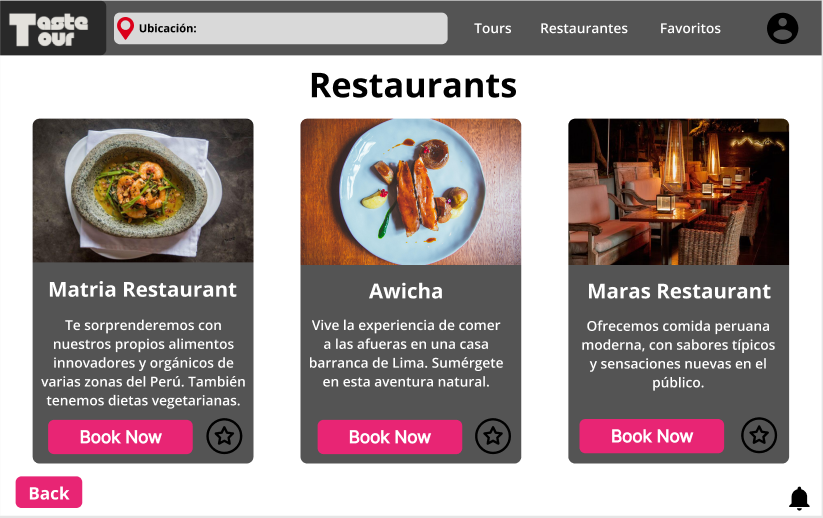 Taste
Tour
Ubicación:
Tours
Restaurantes
Favoritos
Restaurants
Matria Restaurant
Te sorprenderemos con
nuestros propios alimentos
innovadores y orgánicos de
varias zonas del Perú. También
tenemos dietas vegetarianas.
Book Now
Awicha
Vive la experiencia de comer
a las afueras en una casa
barranca de Lima. Sumérgete
en esta aventura natural.
Book Now
Maras Restaurant
Ofrecemos comida peruana
moderna, con sabores típicos
y sensaciones nuevas en el
público.
Book Now
Back